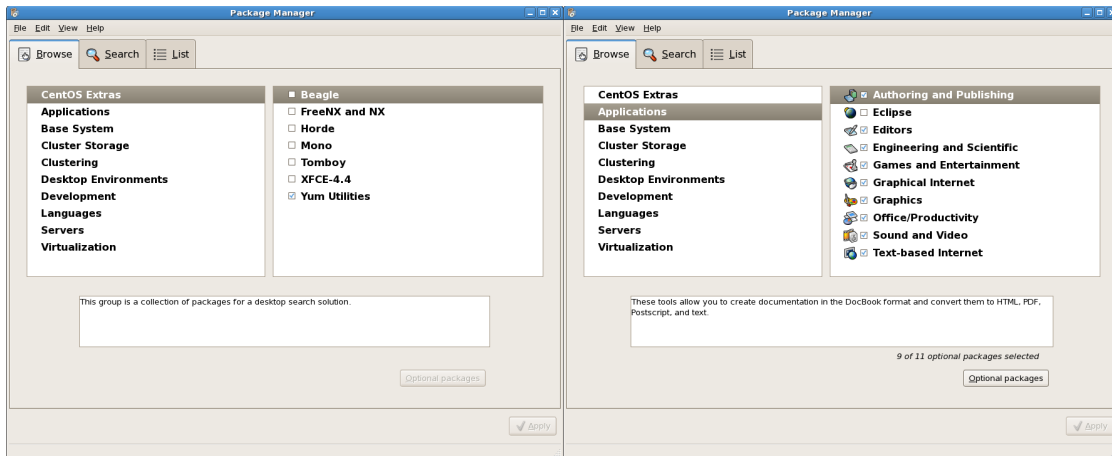 Package Manager
File Edit View Help
Browse Search List
CentOS Extras
Applications
Base System
Cluster Storage
Clustering
Desktop Environments
Development
Languages
Servers
Virtualization
Beagle
FreeNX and NX
Horde
Mono
Tomboy
XFCE-4.4
Yum Utilities
This group is a collection of packages for a desktop search solution.
Optional packages
Apply
Package Manager
File Edit View Help
Browse Search List
CentOS Extras
Applications
Base System
Cluster Storage
Clustering
Desktop Environments
Development
Languages
Servers
Virtualization
Authoring and Publishing
Eclipse
Editors
Engineering and Scientific
Games and Entertainment
Graphical Internet
Graphics
Office/Productivity
Sound and Video
Text-based Internet
These tools allow you to create documentation in the DocBook format and convert them to HTML, PDF,
Postscript, and text.
9 of 11 optional packages selected
Optional packages
Apply